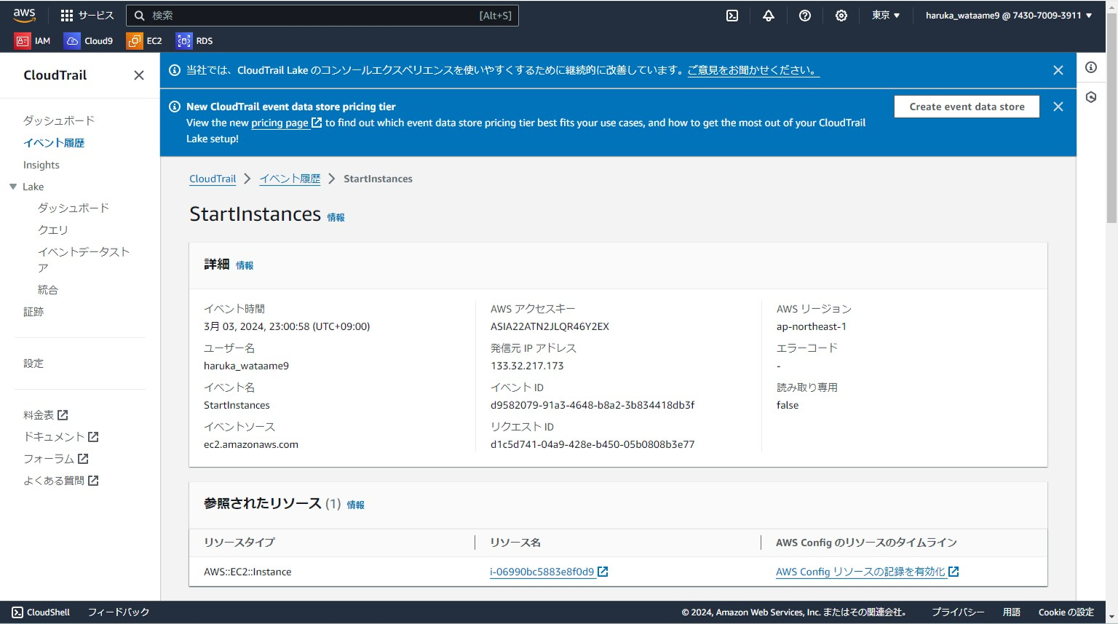 aws
サービス
検索
[Alt+S]
東京 ▼
haruka_wataame9 @ 7430-7009-3911 ▼
IAM
Cloud9
EC2
RDS
CloudTrail
ダッシュボード
イベント履歴
Insights
Lake
ダッシュボード
クエリ
イベントデータスト
ア
統合
証跡
設定
料金表
ドキュメント
フォーラム
よくある質問
当社では、CloudTrail Lake のコンソールエクスペリエンスを使いやすくするために継続的に改善しています。ご意見をお聞かせください。
New CloudTrail event data store pricing tier
View the new pricing page to find out which event data store pricing tier best fits your use cases, and how to get the most out of your CloudTrail
Lake setup!
Create event data store
CloudTrail > イベント履歴 > StartInstances
StartInstances 情報
詳細 情報
イベント時間
3月 03, 2024, 23:00:58 (UTC+09:00)
ユーザー名
haruka_wataame9
イベント名
StartInstances
イベントソース
ec2.amazonaws.com
AWS アクセスキー
ASIA22ATN2JLQR46Y2EX
発信元 IP アドレス
133.32.217.173
イベント ID
d9582079-91a3-4648-b8a2-3b834418db3f
リクエスト ID
d1c5d741-04a9-428e-b450-05b0808b3e77
AWS リージョン
ap-northeast-1
エラーコード
-
読み取り専用
false
参照されたリソース (1) 情報
リソースタイプ
リソース名
AWS Config のリソースのタイムライン
AWS::EC2::Instance
i-06990bc5883e8f0d9
AWS Config リソースの記録を有効化
CloudShell
フィードバック
© 2024, Amazon Web Services, Inc. またはその関連会社。
プライバシー
用語
Cookie の設定